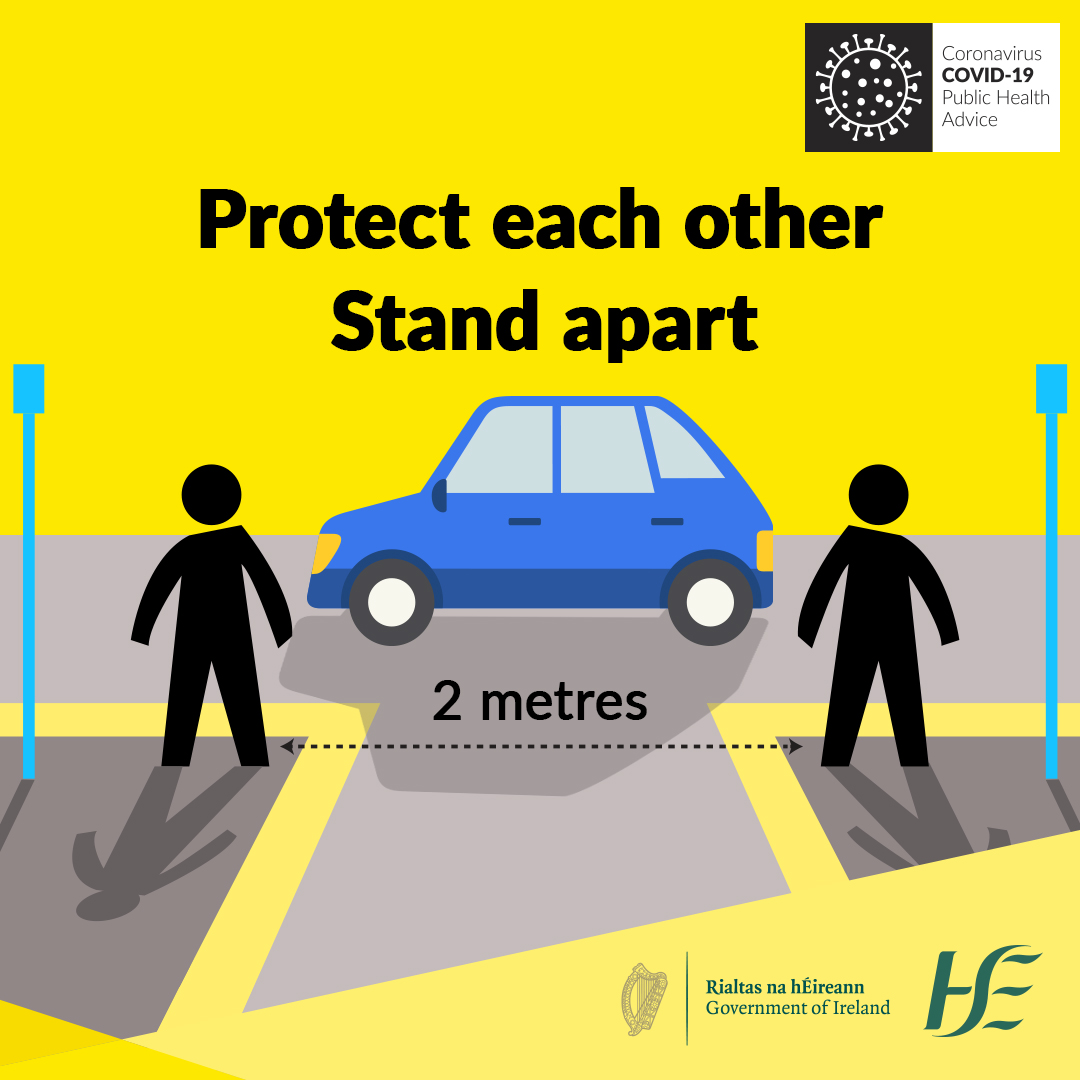 Coronavirus
COVID-19
Public Health
Advice
Protect each other
Stand apart
2 metres
Rialtas na hÉireann
Government of Ireland
HSE